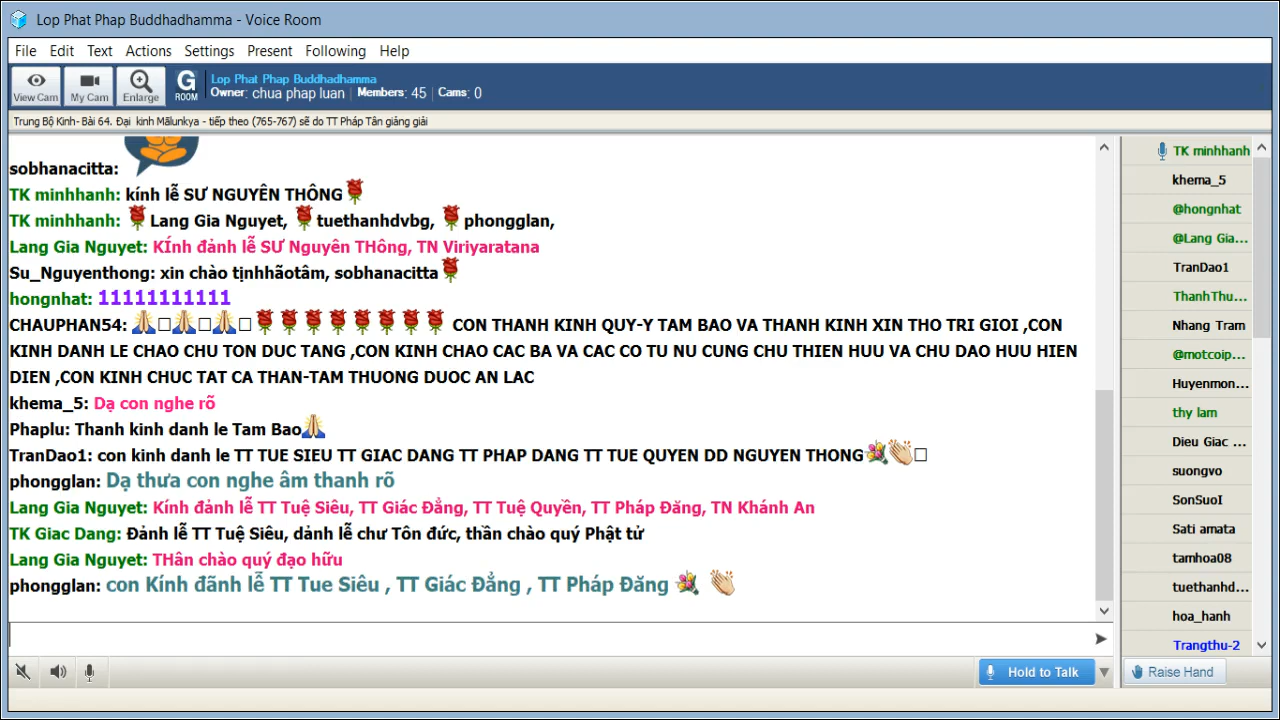 Lop Phat Phap Buddhadhamma - Voice Room
File Edit Text Actions Settings Present Following Help
View Cam My Cam Enlarge G ROOM
Lop Phat Phap Buddhadhamma
Owner: chua phap luan Members: 45 Cams: 0
Trung Bộ Kinh- Bài 64. Đại kinh Mālunkya - tiếp theo (765-767) sẽ do TT Pháp Tân giảng giải
sobhanacitta:
TK minhhanh: kính lễ SƯ NGUYÊN THÔNG
TK minhhanh: Lang Gia Nguyet, tuethanhdvbg, phongglan,
Lang Gia Nguyet: KÍnh đảnh lễ SƯ Nguyên THông, TN Viriyaratana
Su_Nguyenthong: xin chào tịnhhãotâm, sobhanacitta
hongnhat: 11111111111
CHAUPHAN54: CON THANH KINH QUY-Y TAM BAO VA THANH KINH XIN THO TRI GIOI ,CON
KINH DANH LE CHAO CHU TON DUC TANG ,CON KINH CHAO CAC BA VA CAC CO TU NU CUNG CHU THIEN HUU VA CHU DAO HUU HIEN
DIEN ,CON KINH CHUC TAT CA THAN-TAM THUONG DUOC AN LAC
khema_5: Dạ con nghe rõ
Phaplu: Thanh kinh danh le Tam Bao
TranDao1: con kinh danh le TT TUE SIEU TT GIAC DANG TT PHAP DANG TT TUE QUYEN DD NGUYEN THONG
phongglan: Dạ thưa con nghe âm thanh rõ
Lang Gia Nguyet: Kính đảnh lễ TT Tuệ Siêu, TT Giác Đẳng, TT Tuệ Quyền, TT Pháp Đăng, TN Khánh An
TK Giac Dang: Đảnh lễ TT Tuệ Siêu, dảnh lễ chư Tôn đức, thần chào quý Phật tử
Lang Gia Nguyet: THân chào quý đạo hữu
phongglan: con Kính đãnh lễ TT Tue Siêu , TT Giác Đẳng , TT Pháp Đăng
Hold to Talk
TK minhhanh
khema_5
@hongnhat
@Lang Gia...
TranDao1
ThanhThu...
Nhang Tram
@motcoip...
Huyenmon...
thy lam
Dieu Giac ...
suongvo
SonSuoI
Sati amata
tamhoa08
tuethanhd...
hoa_hanh
Trangthu-2
Raise Hand